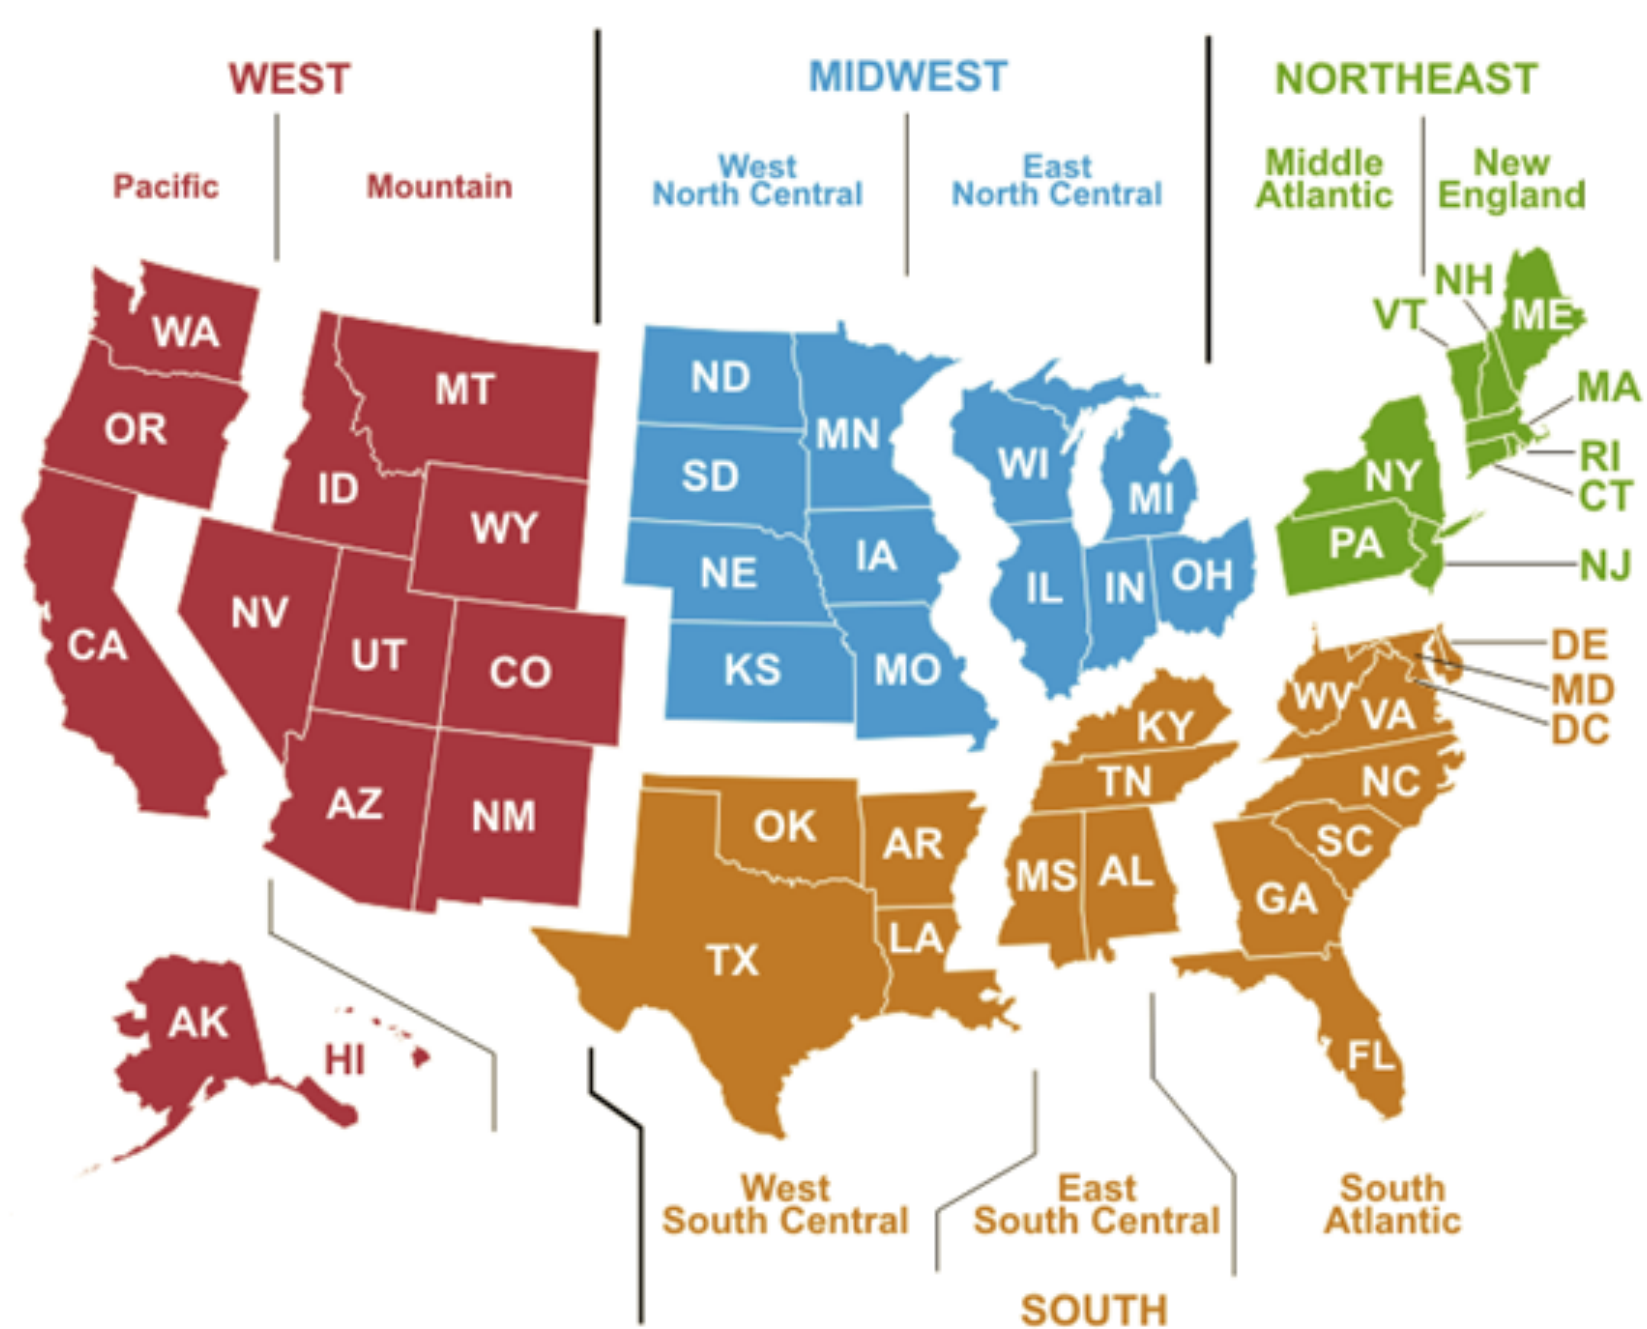 WEST
MIDWEST
NORTHEAST
Pacific
Mountain
West
North Central
East
North Central
Middle
Atlantic
New
England
WA
OR
CA
MT
ID
WY
NV
UT
CO
AZ
NM
AK
HI
ND
SD
NE
KS
MN
IA
MO
WI
MI
IL
IN
OH
NH
VT
ME
MA
RI
CT
NY
PA
NJ
DE
MD
DC
WV
VA
KY
TN
NC
SC
GA
FL
MS
AL
OK
AR
TX
LA
West
South Central
East
South Central
South
Atlantic
SOUTH